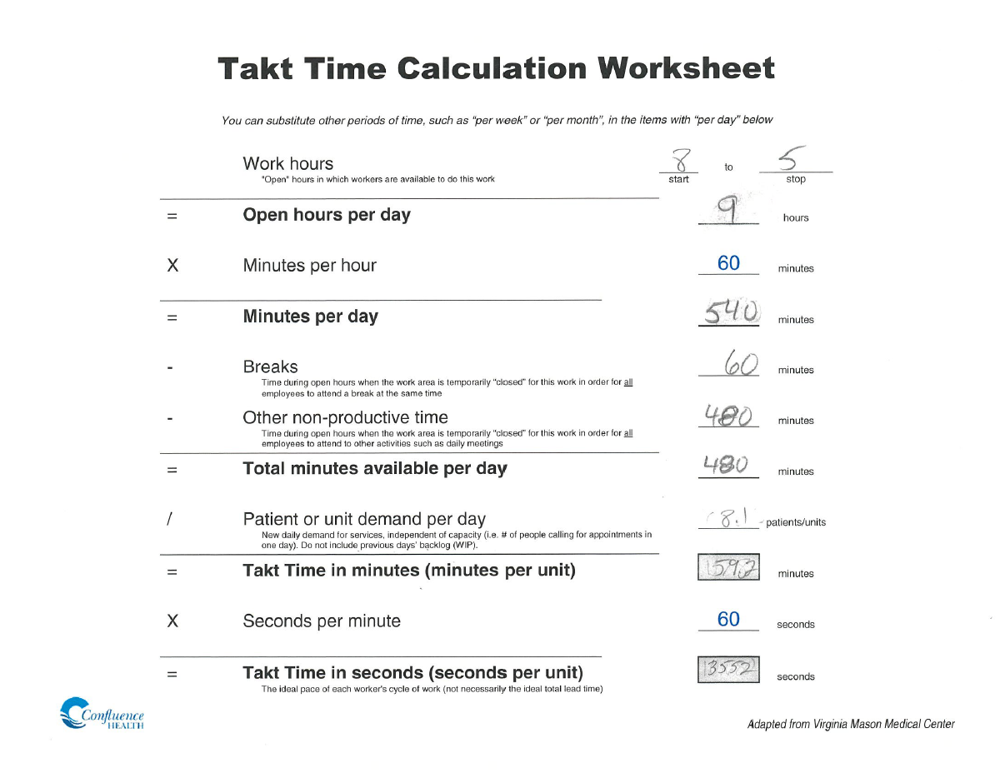 Takt Time Calculation Worksheet
You can substitute other periods of time, such as "per week" or "per month", in the items with "per day" below
Work hours 8 to 5
"Open" hours in which workers are available to do this work start stop
= Open hours per day 9 hours
X Minutes per hour 60 minutes
= Minutes per day 540 minutes
- Breaks 60 minutes
Time during open hours when the work area is temporarily "closed" for this work in order for all
employees to attend a break at the same time
- Other non-productive time 480 minutes
Time during open hours when the work area is temporarily "closed" for this work in order for all
employees to attend to other activities such as daily meetings
= Total minutes available per day 480 minutes
/ Patient or unit demand per day 8.1 patients/units
New daily demand for services, independent of capacity (i.e. # of people calling for appointments in
one day). Do not include previous days' backlog (WIP).
= Takt Time in minutes (minutes per unit) 59.2 minutes
X Seconds per minute 60 seconds
= Takt Time in seconds (seconds per unit) 3552 seconds
The ideal pace of each worker's cycle of work (not necessarily the ideal total lead time)
Confluence
HEALTH
Adapted from Virginia Mason Medical Center